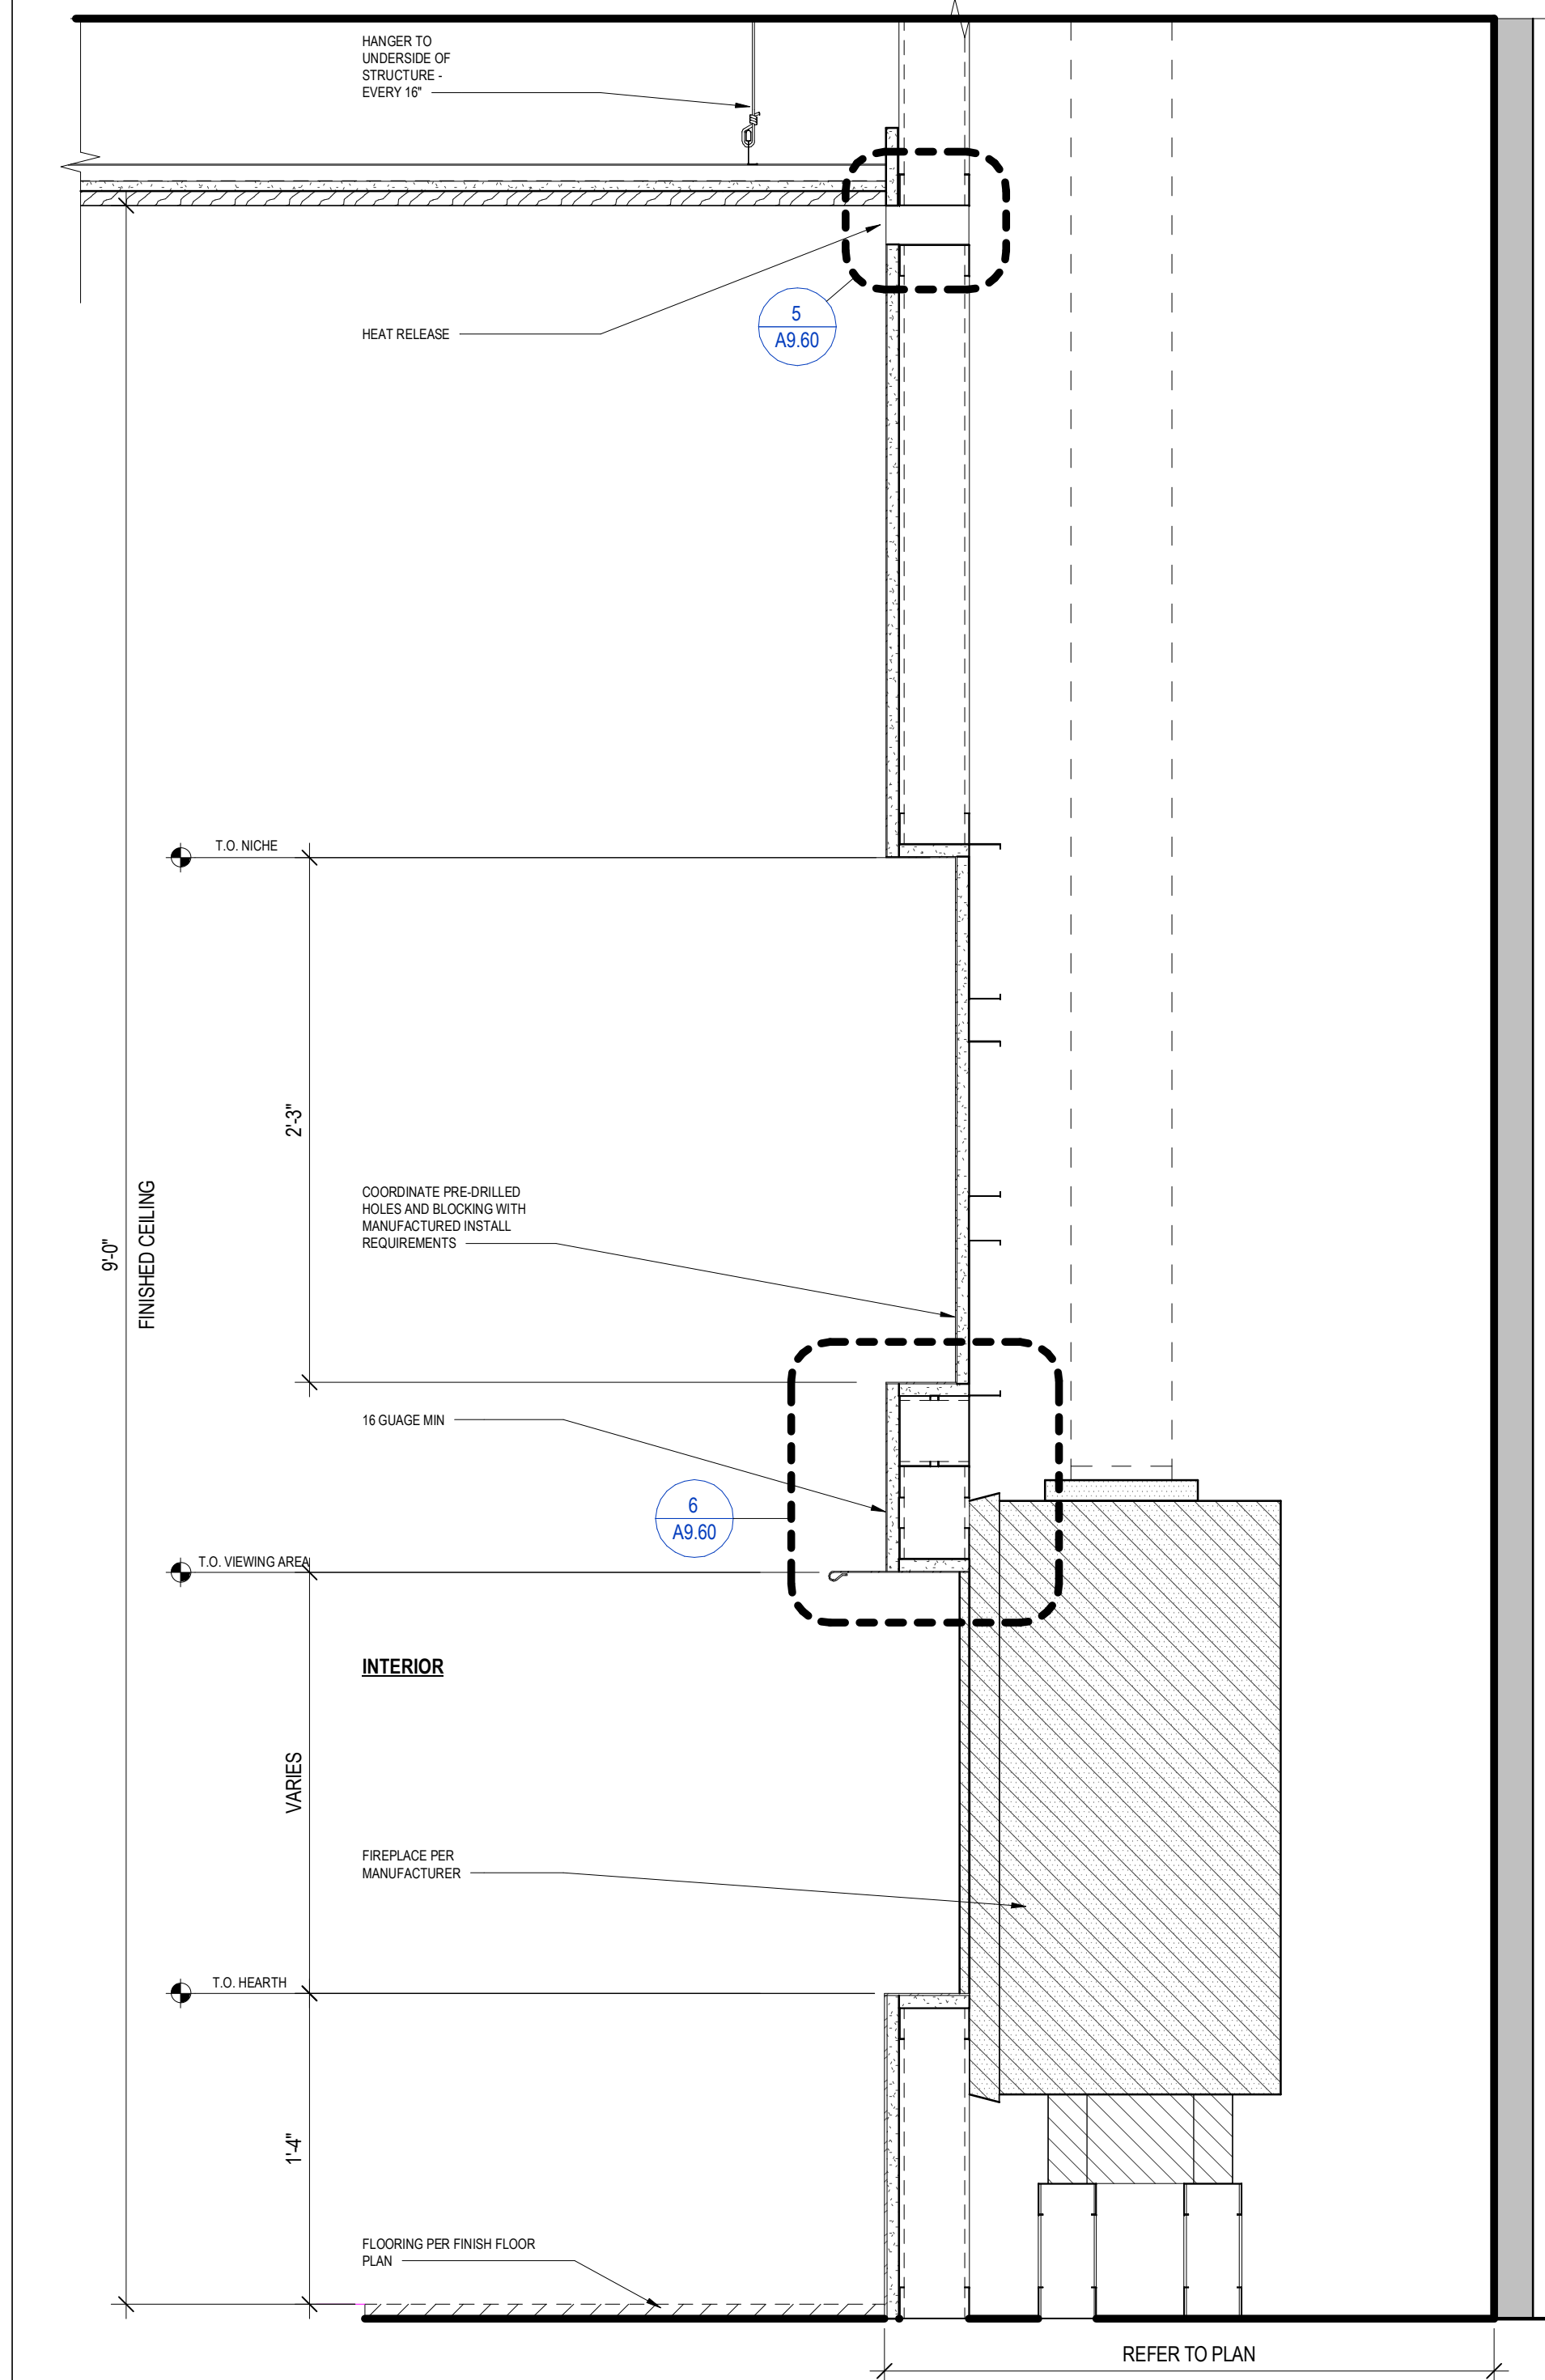 HANGER TO
UNDERSIDE OF
STRUCTURE -
EVERY 16"
HEAT RELEASE
5
A9.60
T.O. NICHE
2'-3"
9'-0"
FINISHED CEILING
COORDINATE PRE-DRILLED
HOLES AND BLOCKING WITH
MANUFACTURED INSTALL
REQUIREMENTS
16 GUAGE MIN
6
A9.60
T.O. VIEWING AREA
INTERIOR
VARIES
FIREPLACE PER
MANUFACTURER
T.O. HEARTH
1'-4"
FLOORING PER FINISH FLOOR
PLAN
REFER TO PLAN